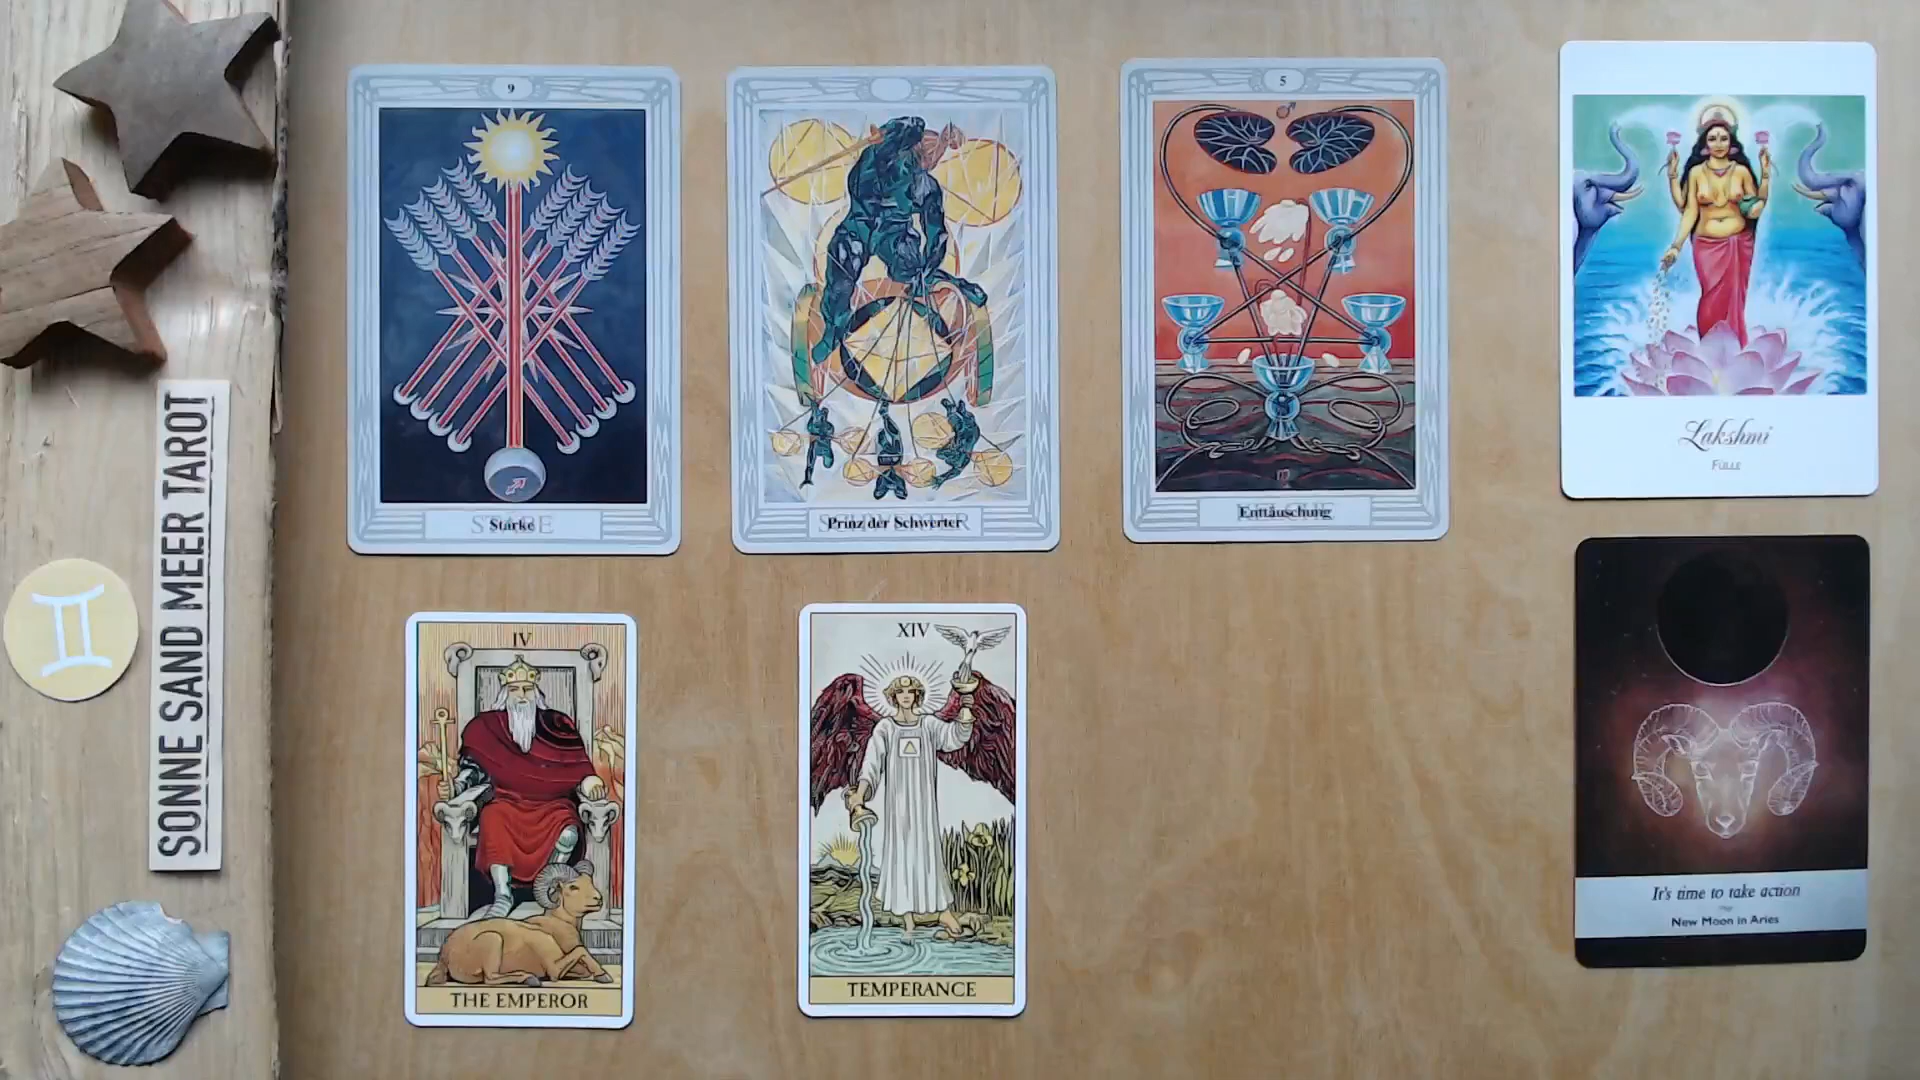 SONNE SAND MEER TAROT
9
STÄBE
Stärke
Prinz der Schwerter
5
Enttäuschung
Lakshmi
FÜLLE
IV
THE EMPEROR
XIV
TEMPERANCE
It's time to take action
New Moon in Aries